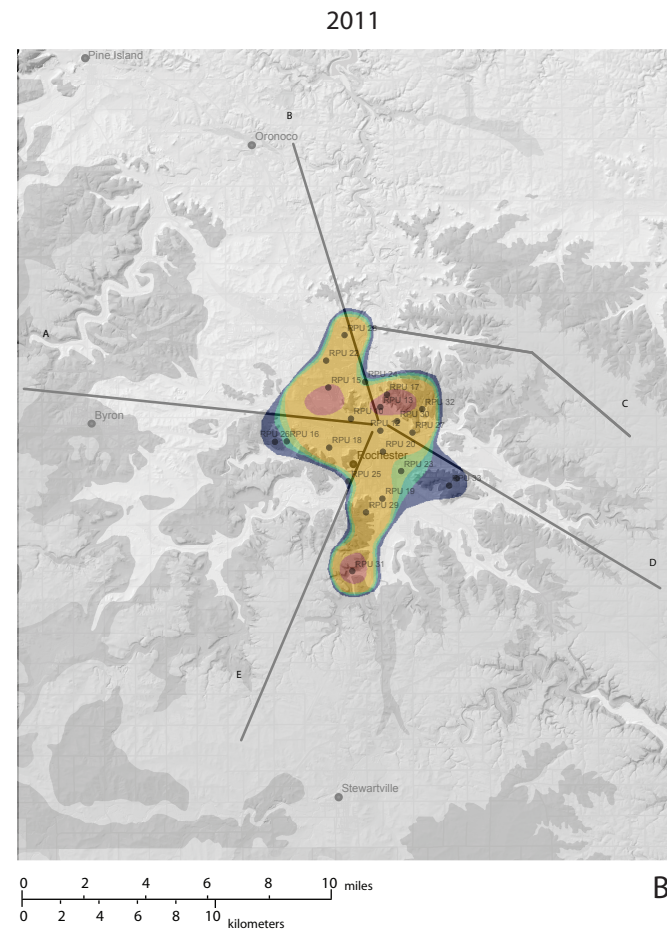 2011
Pine Island
B
Oronoco
A
RPU 22
RPU 24
RPU 15
RPU 17
RPU 13
RPU 32
RPU 30
RPU 27
C
Byron
RPU 26
RPU 16
RPU 18
RPU 20
Rochester
RPU 23
RPU 25
RPU 19
RPU 29
RPU 31
D
E
Stewartville
0 2 4 6 8 10 miles
0 2 4 6 8 10 kilometers
B